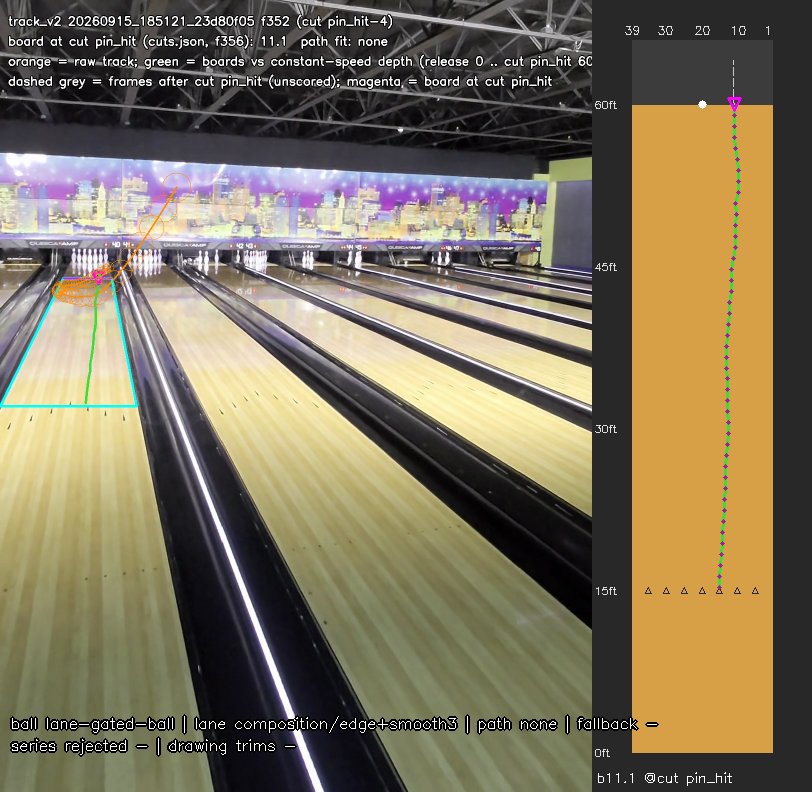 track_v2 20260915_185121_23d80f05 f352 (cut pin_hit-4)
board at cut pin_hit (cuts.json, f356): 11.1 path fit: none
orange = raw track; green = boards vs constant-speed depth (release 0 .. cut pin_hit 60
dashed grey = frames after cut pin_hit (unscored); magenta = board at cut pin_hit
39 30 20 10 1
60ft
45ft
30ft
15ft
0ft
ball lane-gated-ball | lane composition/edge+smooth3 | path none | fallback -
series rejected - | drawing trims -
b11.1 @cut pin_hit